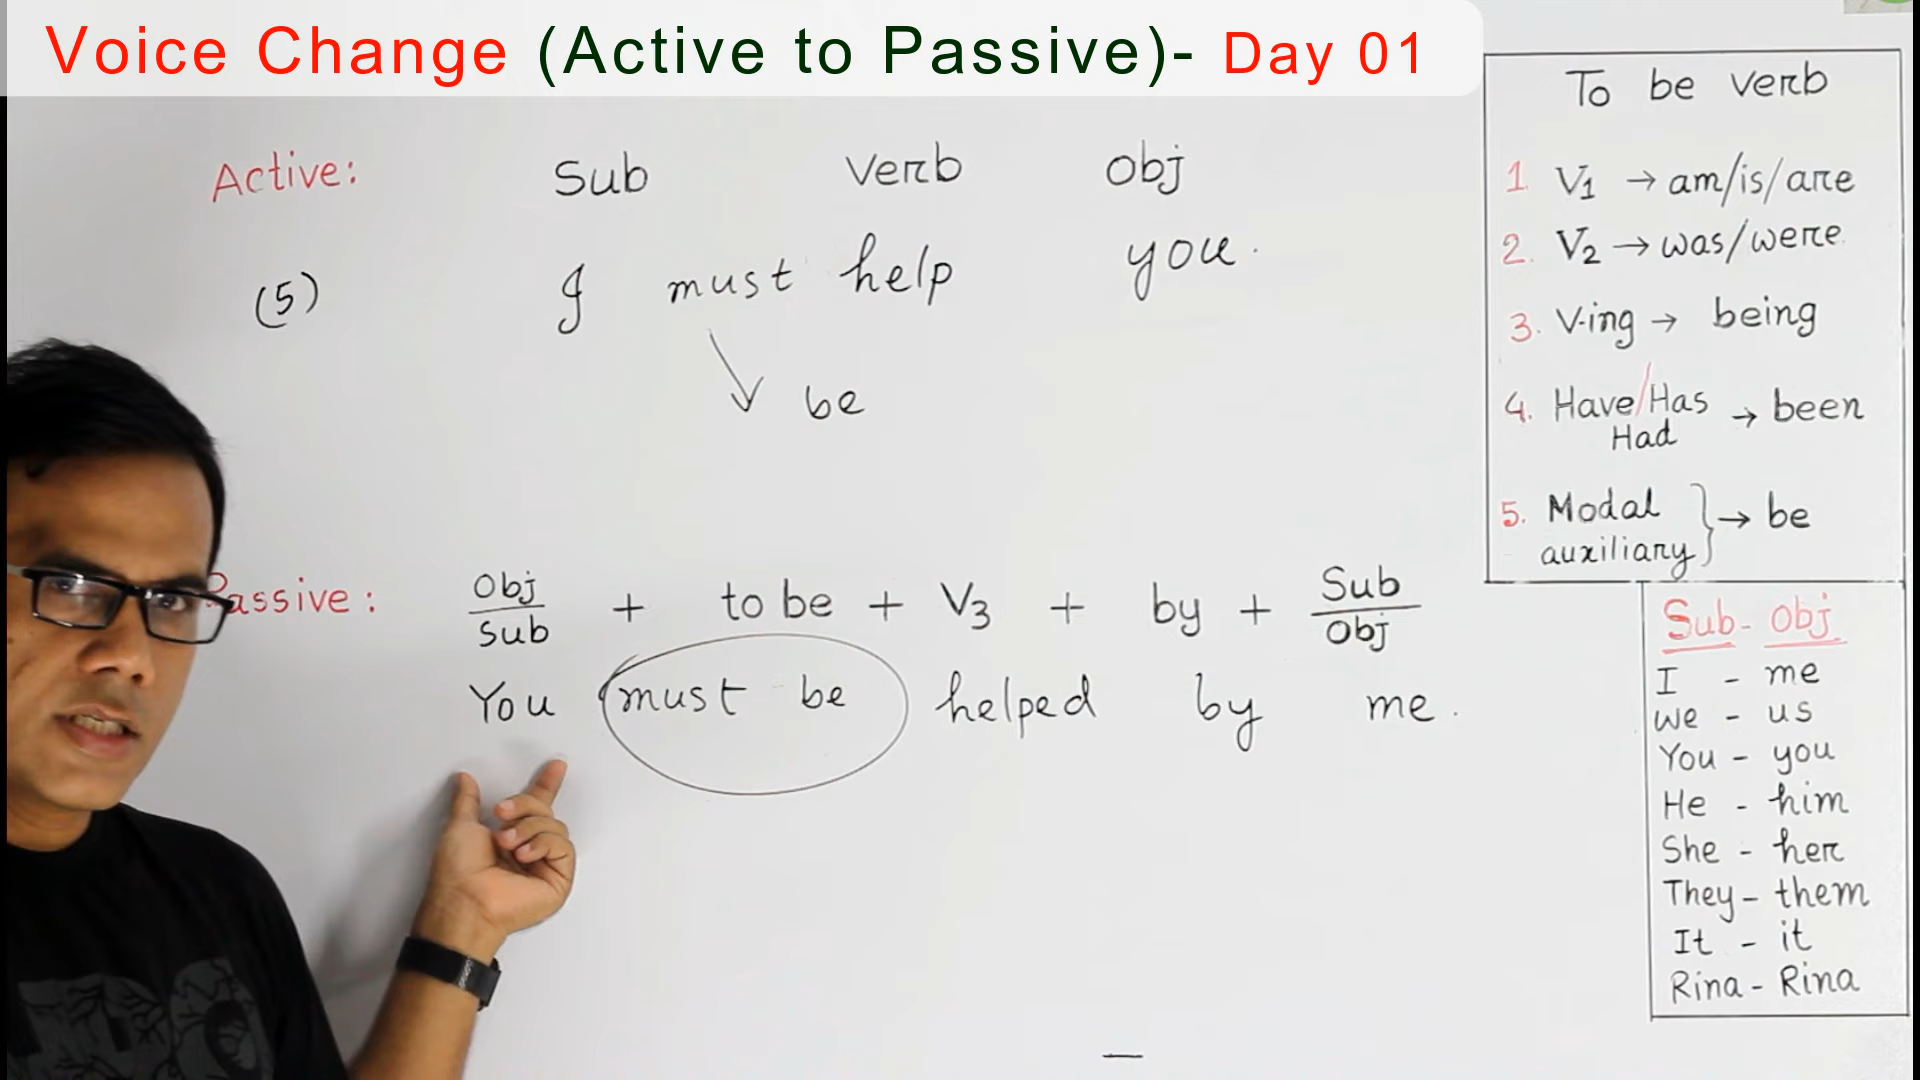 Voice Change (Active to Passive)- Day 01
Active: Sub Verb Obj
(5) I must help you.
be
Passive: Obj + to be + V3 + by + Sub
Sub Obj
You must be helped by me.
To be verb
1. V1 → am/is/are
2. V2 → was/were
3. V-ing → being
4. Have/Has → been
Had
5. Modal → be
auxiliary
Sub - Obj
I - me
we - us
You - you
He - him
She - her
They - them
It - it
Rina - Rina